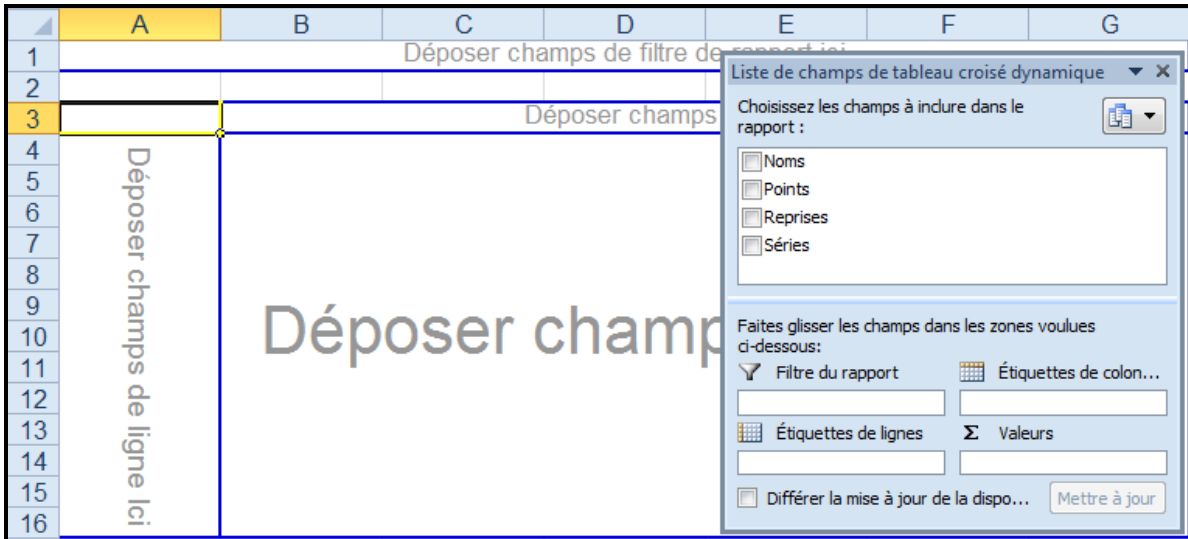 A B C D E F G
1 Déposer champs de filtre de rapport ici
Liste de champs de tableau croisé dynamique
2
Choisissez les champs à inclure dans le
rapport :
3 Déposer champs
4
5
6
7
8
9
10
11
12
13
14
15
16
Déposer champs de ligne Ici
Déposer champ
Noms
Points
Reprises
Séries
Faites glisser les champs dans les zones voulues
ci-dessous:
Filtre du rapport Étiquettes de colon...
Étiquettes de lignes Σ Valeurs
Différer la mise à jour de la dispo... Mettre à jour